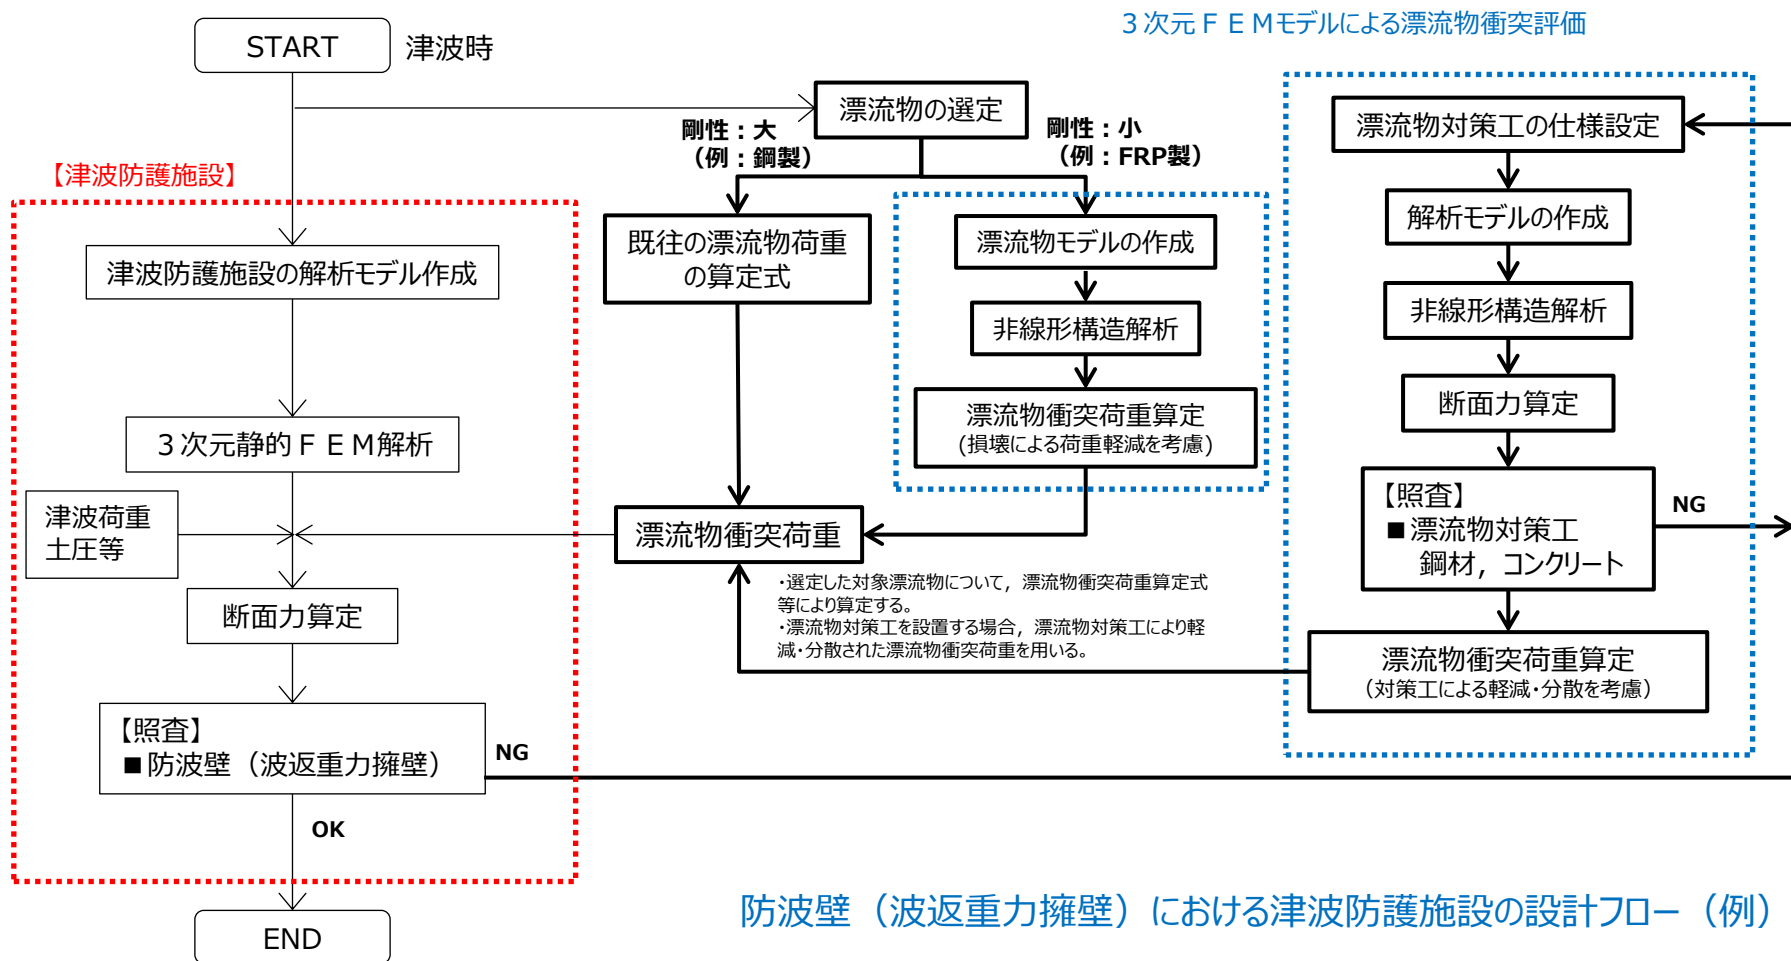 ３次元ＦＥＭモデルによる漂流物衝突評価
START
津波時
漂流物の選定
剛性：大
（例：鋼製）
剛性：小
（例：FRP製）
【津波防護施設】
津波防護施設の解析モデル作成
３次元静的ＦＥＭ解析
津波荷重
土圧等
断面力算定
【照査】
■防波壁（波返重力擁壁）
NG
OK
END
既往の漂流物荷重
の算定式
漂流物モデルの作成
非線形構造解析
漂流物衝突荷重算定
(損壊による荷重軽減を考慮)
漂流物衝突荷重
・選定した対象漂流物について，漂流物衝突荷重算定式
等により算定する。
・漂流物対策工を設置する場合，漂流物対策工により軽
減・分散された漂流物衝突荷重を用いる。
漂流物対策工の仕様設定
解析モデルの作成
非線形構造解析
断面力算定
【照査】
■漂流物対策工
鋼材，コンクリート
NG
漂流物衝突荷重算定
（対策工による軽減・分散を考慮）
防波壁（波返重力擁壁）における津波防護施設の設計フロー（例）